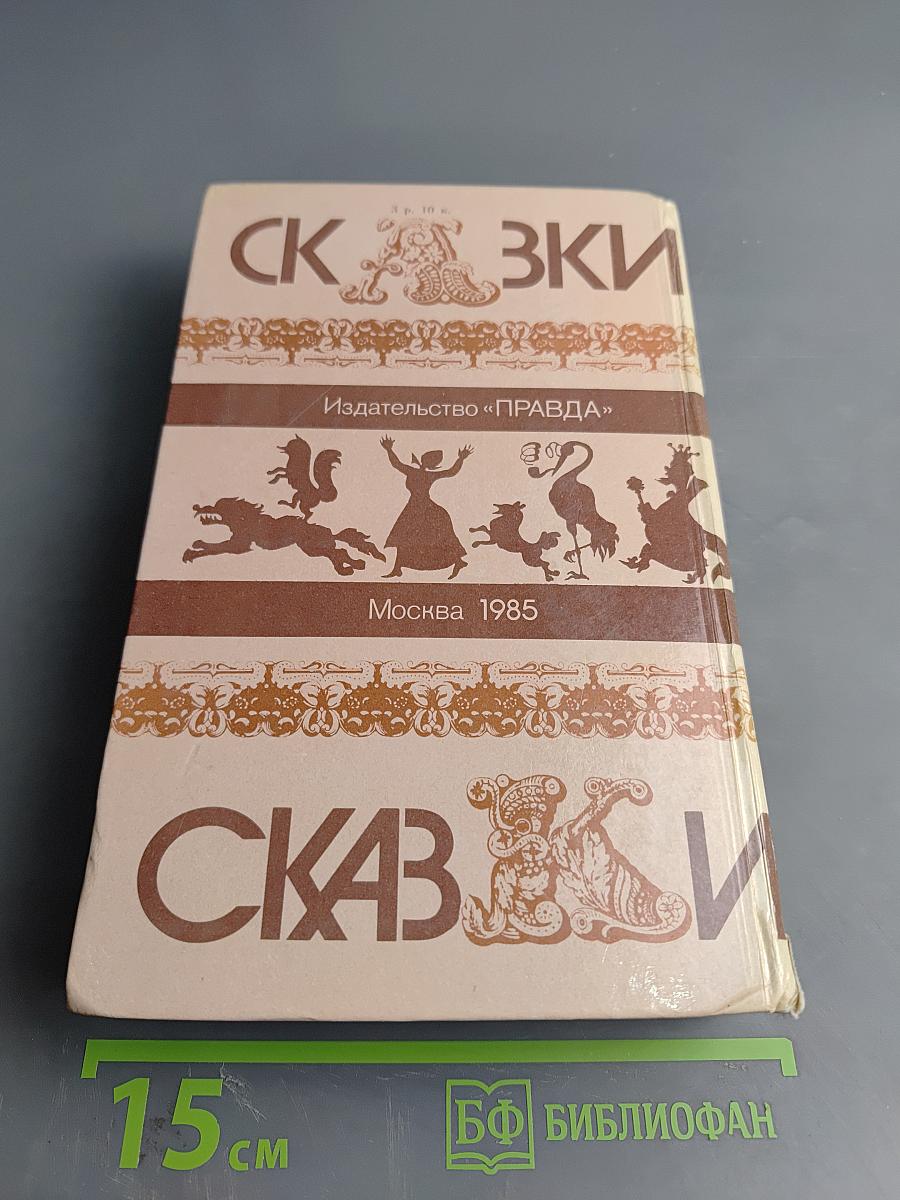 3 р. 10 к.
СКАЗКИ
Издательство «ПРАВДА»
Москва 1985
СКАЗКИ
15 см
БФ БИБЛИОФАН